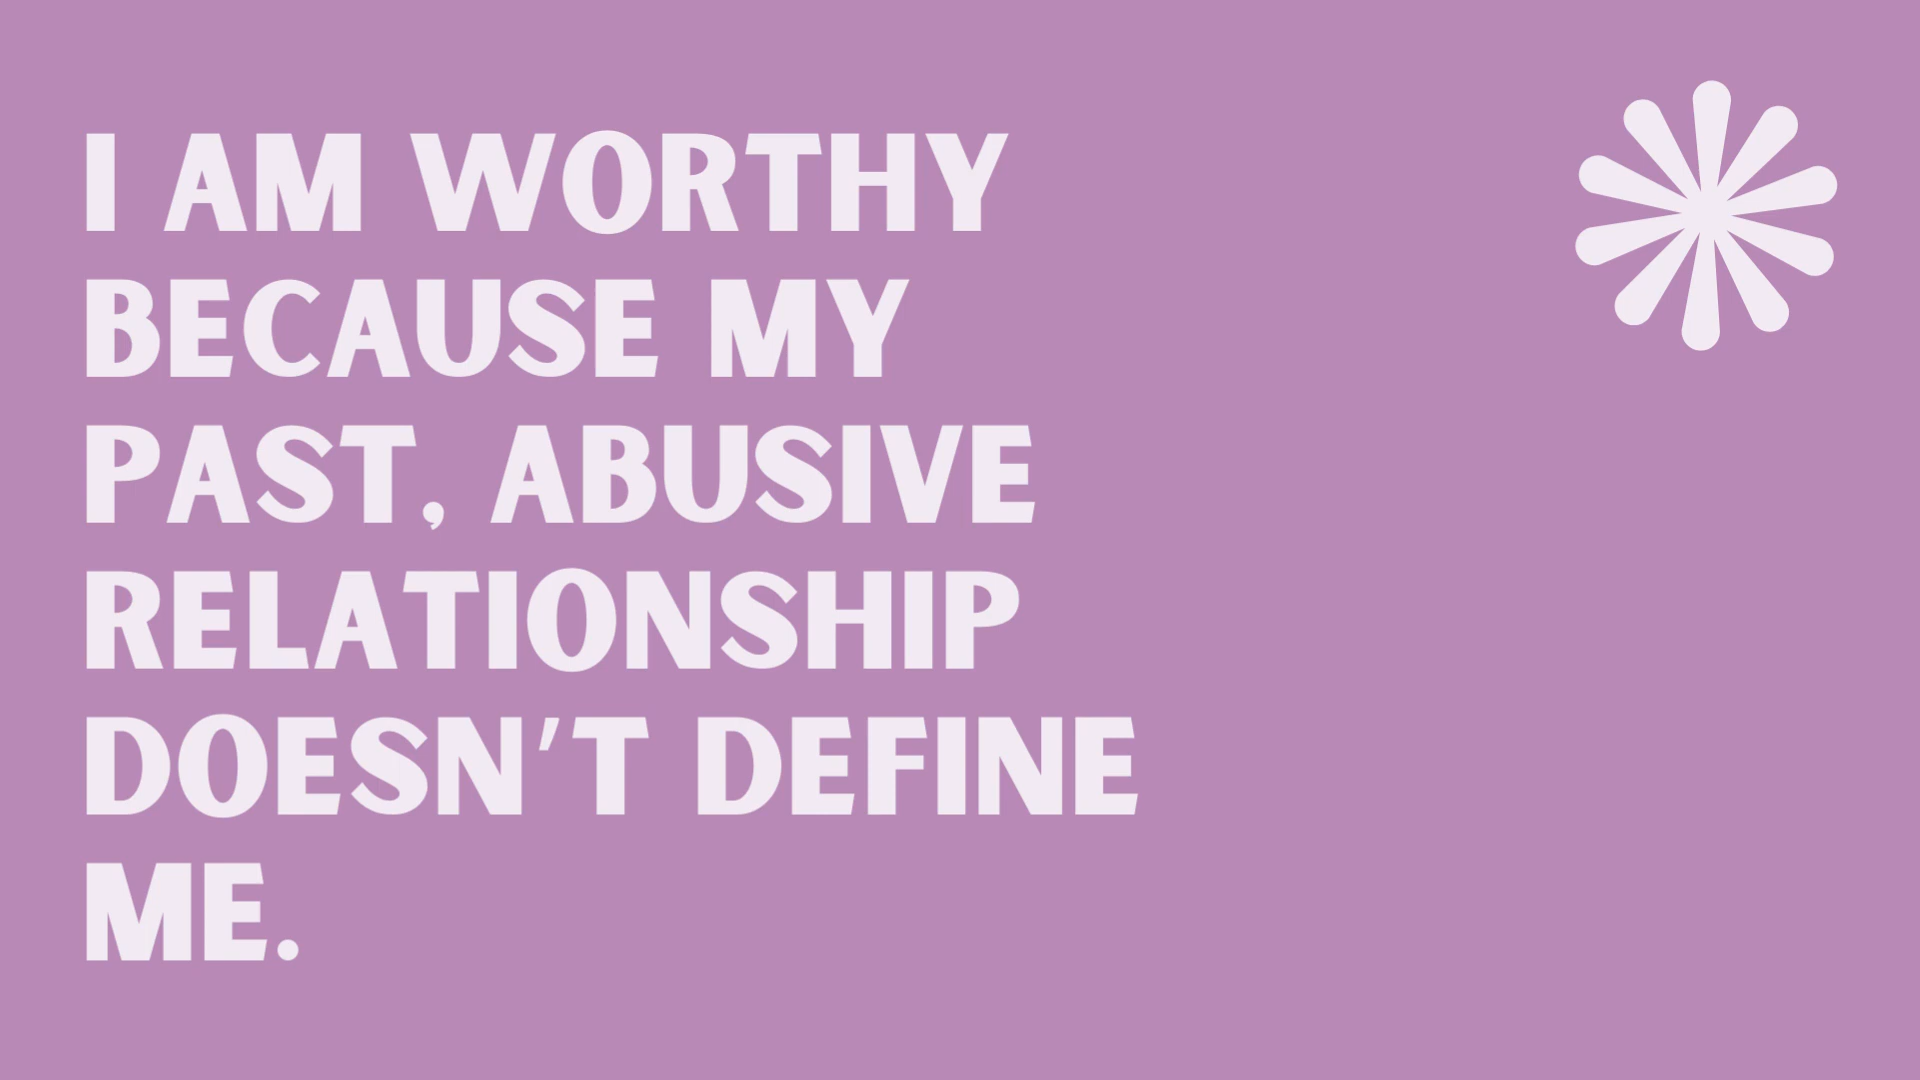 I AM WORTHY
BECAUSE MY
PAST, ABUSIVE
RELATIONSHIP
DOESN'T DEFINE
ME.